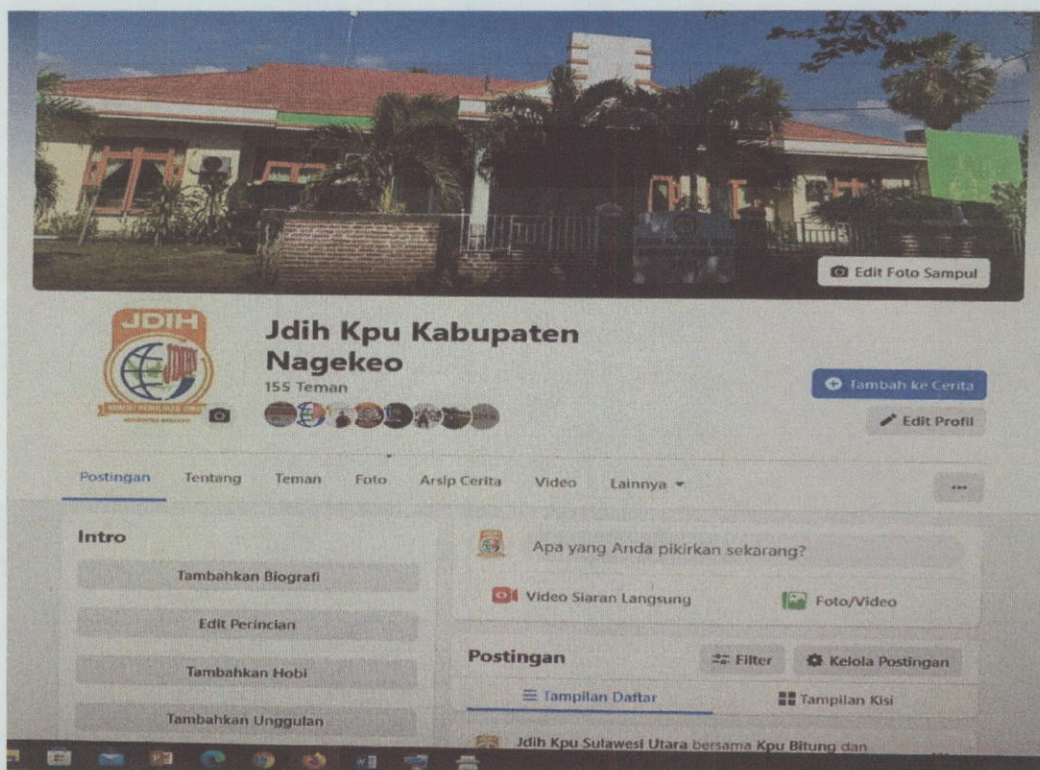 Edit Foto Sampul
JDIH
JDIHN
Jdih Kpu Kabupaten
Nagekeo
155 Teman
Tambah ke Cerita
Edit Profil
Postingan Tentang Teman Foto Arsip Cerita Video Lainnya
Intro
Tambahkan Biografi
Edit Perincian
Tambahkan Hobi
Tambahkan Unggulan
Apa yang Anda pikirkan sekarang?
Video Siaran Langsung Foto/Video
Postingan Filter Kelola Postingan
Tampilan Daftar Tampilan Kisi
Jdih Kpu Sulawesi Utara bersama Kpu Bitung dan